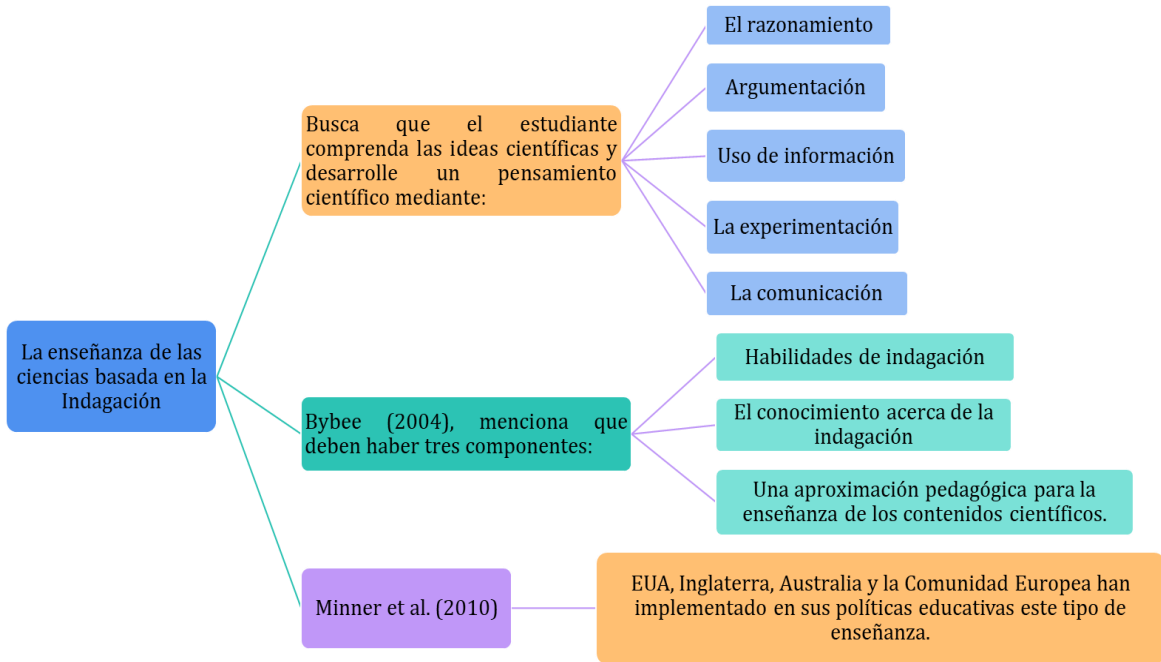 La enseñanza de las
ciencias basada en la
Indagación
Busca que el estudiante
comprenda las ideas científicas y
desarrolle un pensamiento
científico mediante:
El razonamiento
Argumentación
Uso de información
La experimentación
La comunicación
Bybee (2004), menciona que
deben haber tres componentes:
Habilidades de indagación
El conocimiento acerca de la
indagación
Una aproximación pedagógica para la
enseñanza de los contenidos científicos.
Minner et al. (2010)
EUA, Inglaterra, Australia y la Comunidad Europea han
implementado en sus políticas educativas este tipo de
enseñanza.